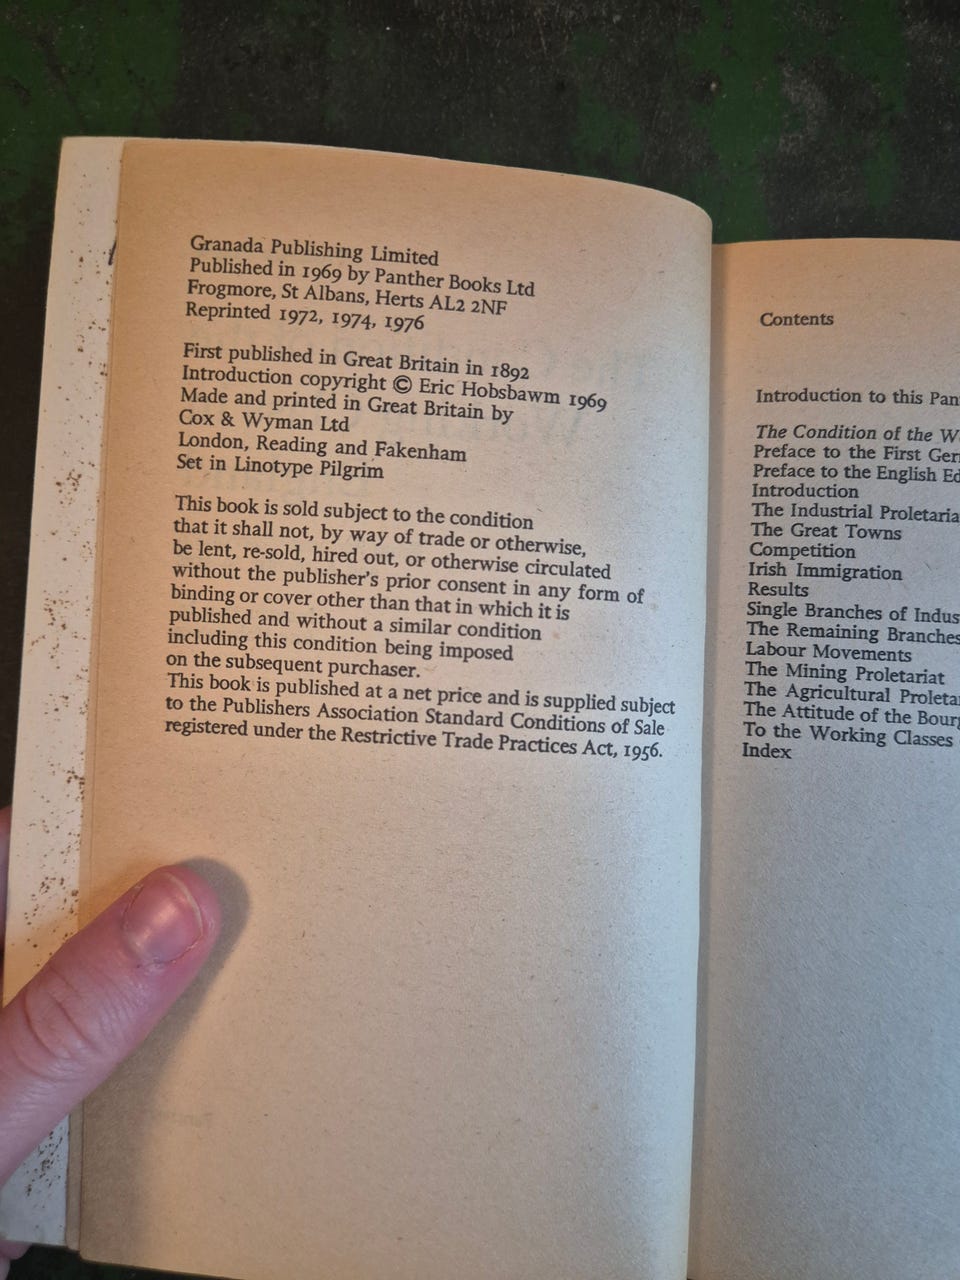 Granada Publishing Limited
Published in 1969 by Panther Books Ltd
Frogmore, St Albans, Herts AL2 2NF
Reprinted 1972, 1974, 1976
First published in Great Britain in 1892
Introduction copyright © Eric Hobsbawm 1969
Made and printed in Great Britain by
Cox & Wyman Ltd
London, Reading and Fakenham
Set in Linotype Pilgrim
This book is sold subject to the condition
that it shall not, by way of trade or otherwise,
be lent, re-sold, hired out, or otherwise circulated
without the publisher's prior consent in any form of
binding or cover other than that in which it is
published and without a similar condition
including this condition being imposed
on the subsequent purchaser.
This book is published at a net price and is supplied subject
to the Publishers Association Standard Conditions of Sale
registered under the Restrictive Trade Practices Act, 1956.
Contents
Introduction to this Pan
The Condition of the W
Preface to the First Ger
Preface to the English Ed
Introduction
The Industrial Proletaria
The Great Towns
Competition
Irish Immigration
Results
Single Branches of Indus
The Remaining Branches
Labour Movements
The Mining Proletariat
The Agricultural Proleta
The Attitude of the Bourg
To the Working Classes
Index